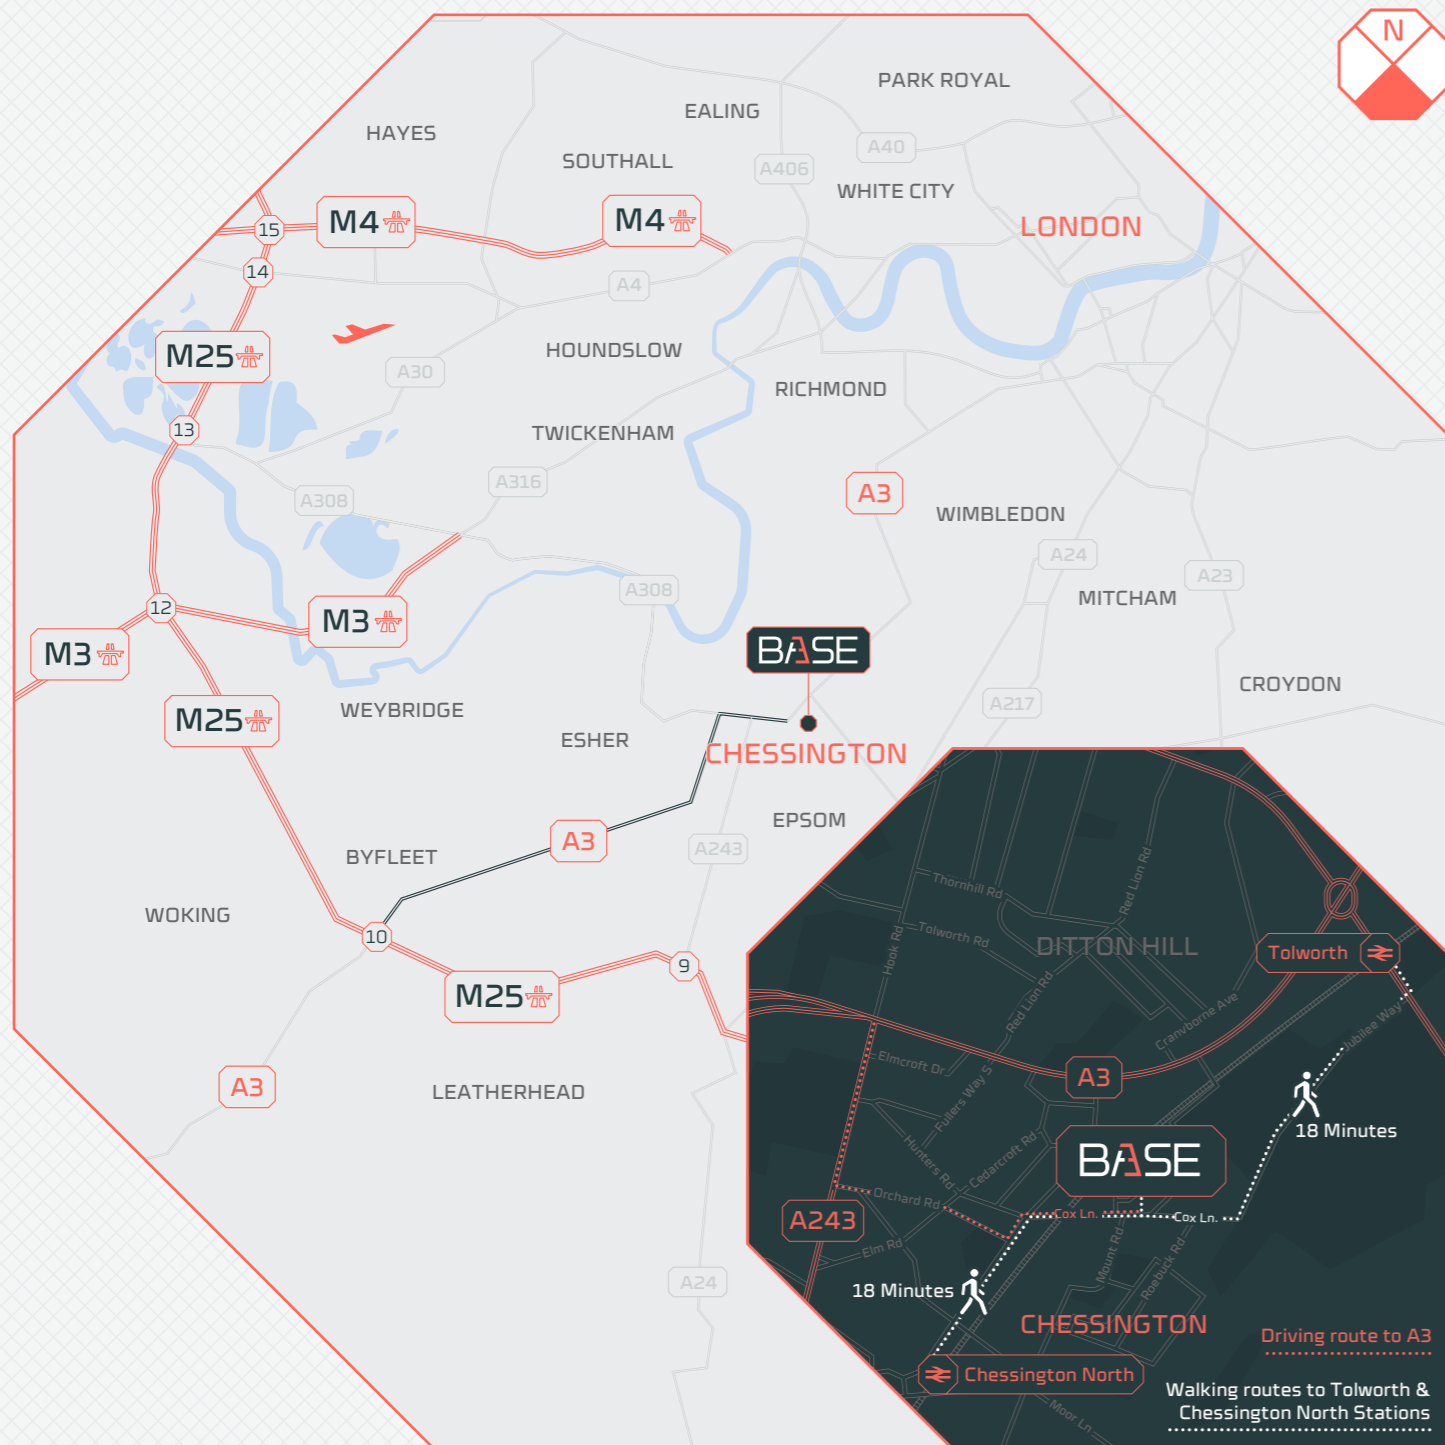 N
PARK ROYAL
EALING
HAYES
A40
SOUTHALL
A406
WHITE CITY
M4
M4
LONDON
15
14
A4
M25
HOUNSLOW
A30
RICHMOND
13
TWICKENHAM
A316
A3
A308
WIMBLEDON
A24
A23
A308
MITCHAM
12
M3
BASE
M3
CROYDON
A217
WEYBRIDGE
M25
ESHER
CHESSINGTON
EPSOM
A3
A243
BYFLEET
WOKING
10
9
M25
A3
LEATHERHEAD
A24
Thornhill Rd
Red Lion Rd
Tolworth Rd
Hook Rd
DITTON HILL
Tolworth
Red Lion Rd
Cranborne Ave
Jubilee Way
Elmcroft Dr.
A3
Fullers Way S
18 Minutes
Hunters Rd
Cedarcroft Rd
BASE
Orchard Rd
A243
Cox Ln.
Cox Ln.
Elm Rd
Mount Rd
Roebuck Rd
18 Minutes
CHESSINGTON
Driving route to A3
Chessington North
Walking routes to Tolworth &
Chessington North Stations
Moor Ln